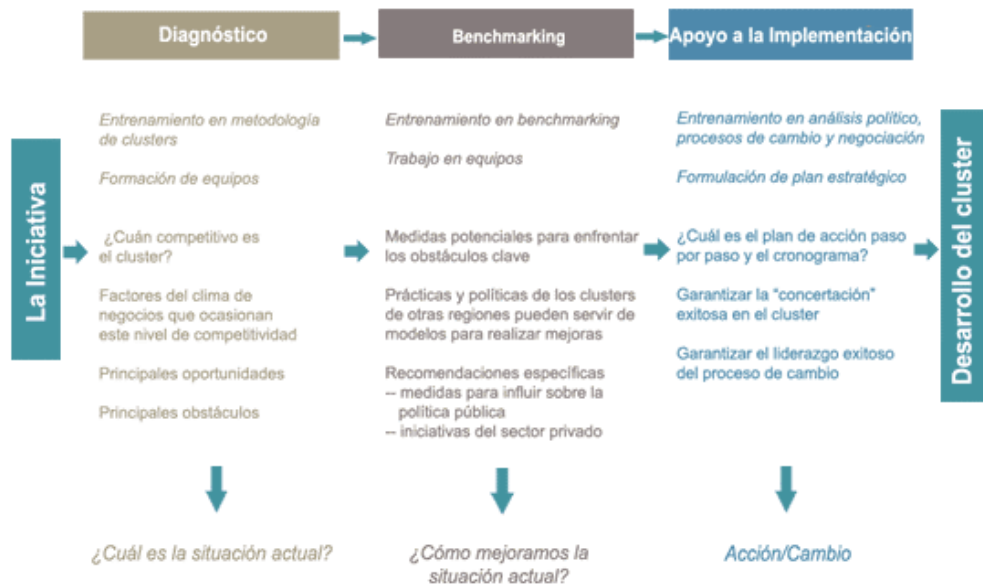 Diagnóstico
Benchmarking
Apoyo a la Implementación
La Iniciativa
Entrenamiento en metodología
de clusters
Formación de equipos
¿Cuán competitivo es
el cluster?
Factores del clima de
negocios que ocasionan
este nivel de competitividad
Principales oportunidades
Principales obstáculos
¿Cuál es la situación actual?
Entrenamiento en benchmarking
Trabajo en equipos
Medidas potenciales para enfrentar
los obstáculos clave
Prácticas y políticas de los clusters
de otras regiones pueden servir de
modelos para realizar mejoras
Recomendaciones específicas
-- medidas para influir sobre la
política pública
-- iniciativas del sector privado
¿Cómo mejoramos la
situación actual?
Entrenamiento en análisis político,
procesos de cambio y negociación
Formulación de plan estratégico
¿Cuál es el plan de acción paso
por paso y el cronograma?
Garantizar la “concertación”
exitosa en el cluster
Garantizar el liderazgo exitoso
del proceso de cambio
Acción/Cambio
Desarrollo del cluster